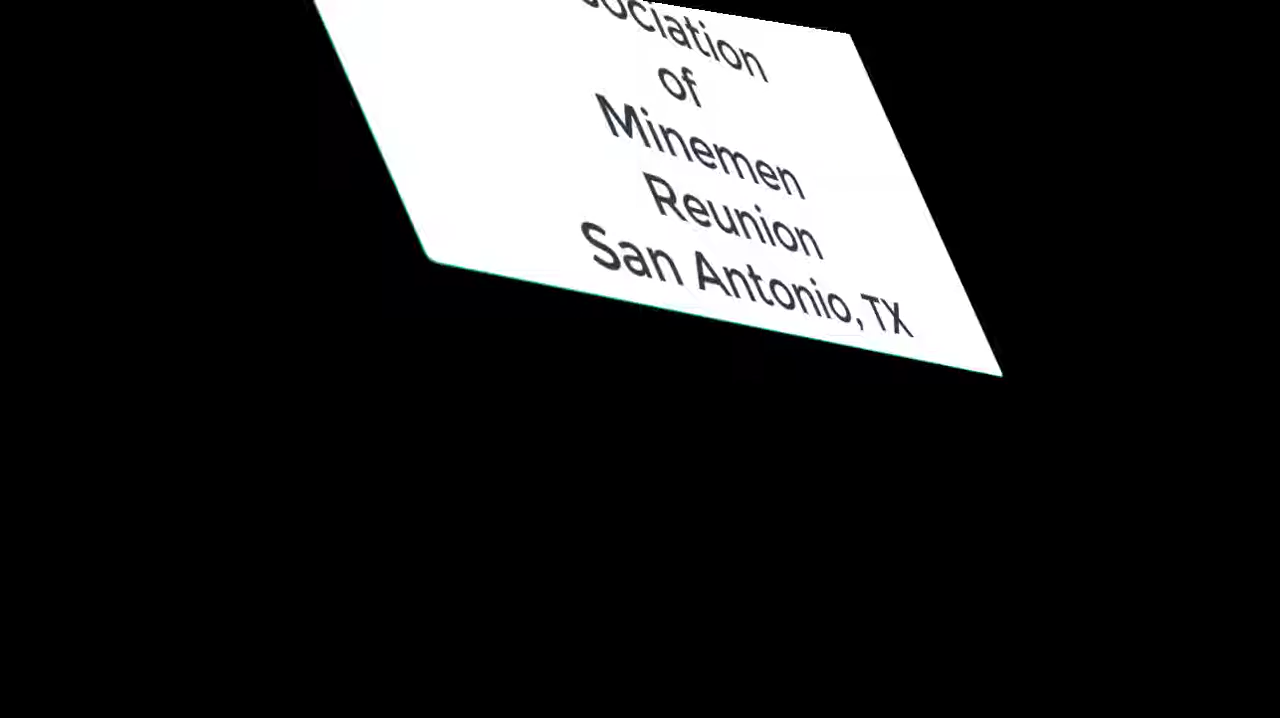 ociation
of
Minemen
Reunion
San Antonio, TX